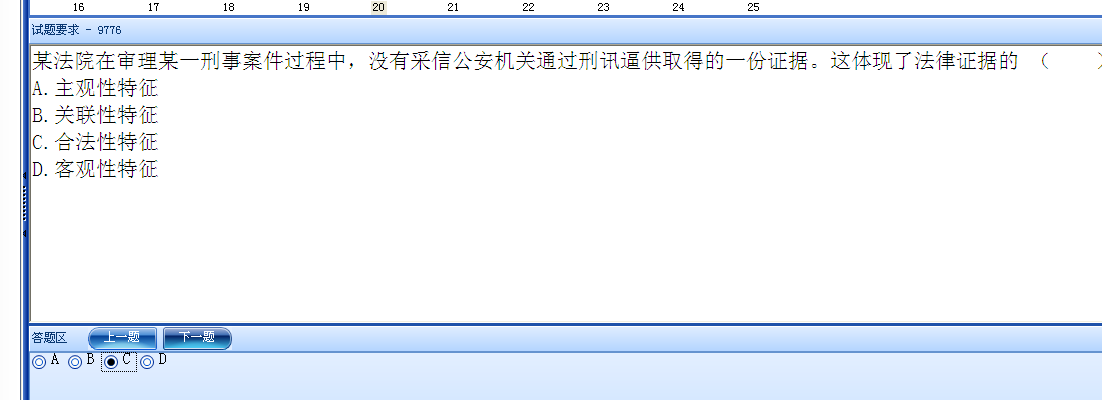 16 17 18 19 20 21 22 23 24 25
试题要求 - 9776
某法院在审理某一刑事案件过程中，没有采信公安机关通过刑讯逼供取得的一份证据。这体现了法律证据的 （ ）
A.主观性特征
B.关联性特征
C.合法性特征
D.客观性特征
答题区 上一题 下一题
A B C D